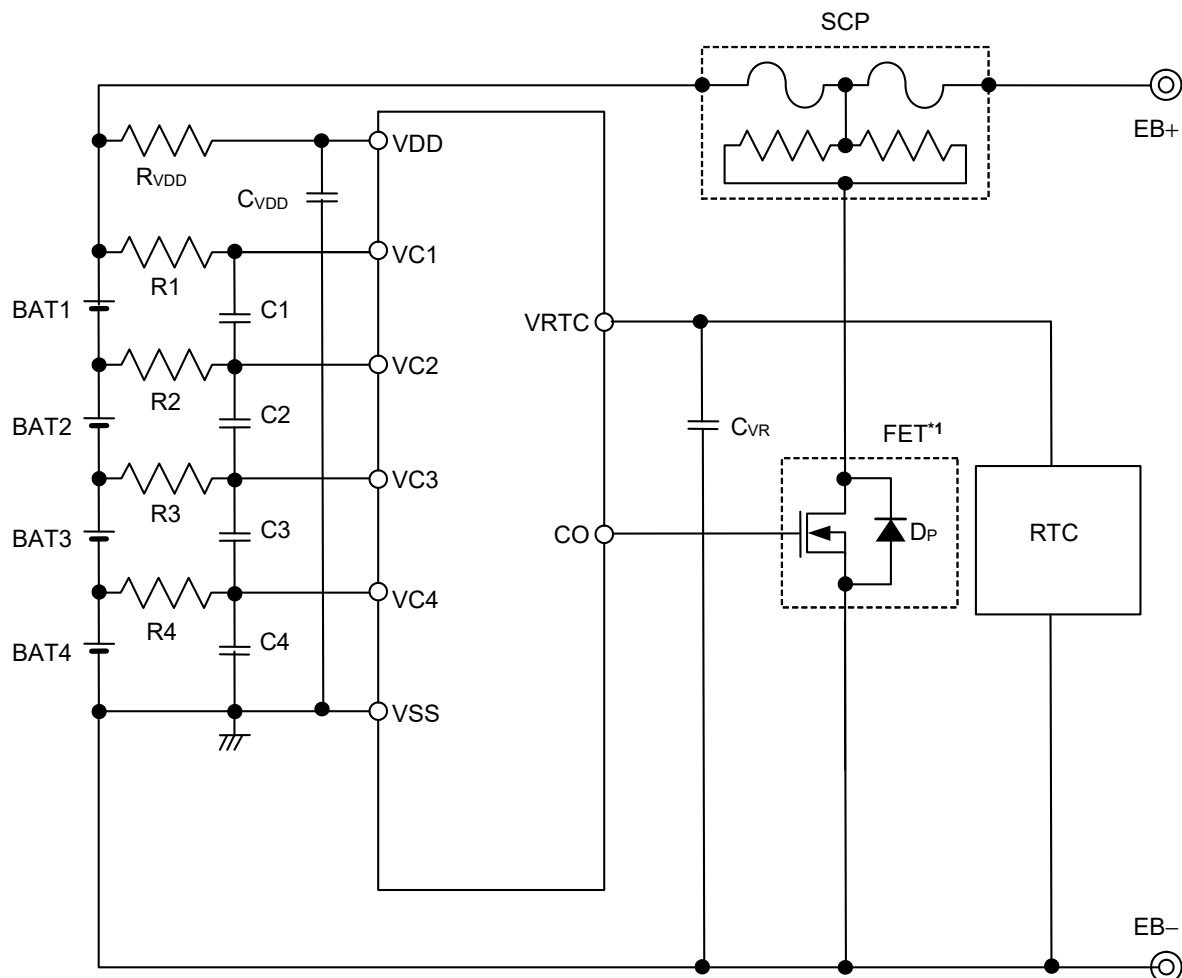 SCP
EB+
VDD
RVDD
CVDD
VC1
R1
BAT1
C1
VRTC
VC2
R2
BAT2
C2
CVR
FET*1
VC3
R3
BAT3
C3
CO
DP
RTC
VC4
R4
BAT4
C4
VSS
EB−